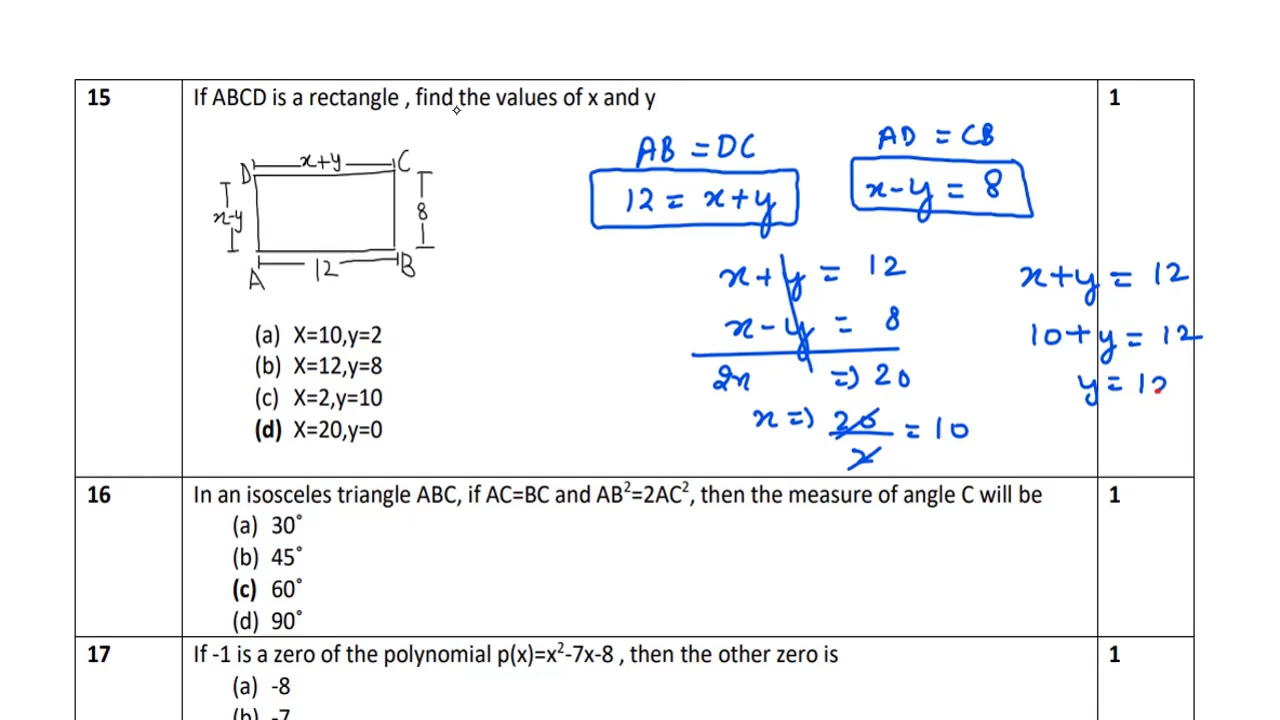 15 If ABCD is a rectangle , find the values of x and y 1
D x+y C
x-y 8
A 12 B
AB = DC AD = CB
12 = x+y x-y = 8
x+y = 12 x+y = 12
x-y = 8 10+y = 12
2x => 20 y = 12
x => 20/2 = 10
(a) X=10,y=2
(b) X=12,y=8
(c) X=2,y=10
(d) X=20,y=0
16 In an isosceles triangle ABC, if AC=BC and AB²=2AC², then the measure of angle C will be 1
(a) 30˚
(b) 45˚
(c) 60˚
(d) 90˚
17 If -1 is a zero of the polynomial p(x)=x²-7x-8 , then the other zero is 1
(a) -8
(b) -7